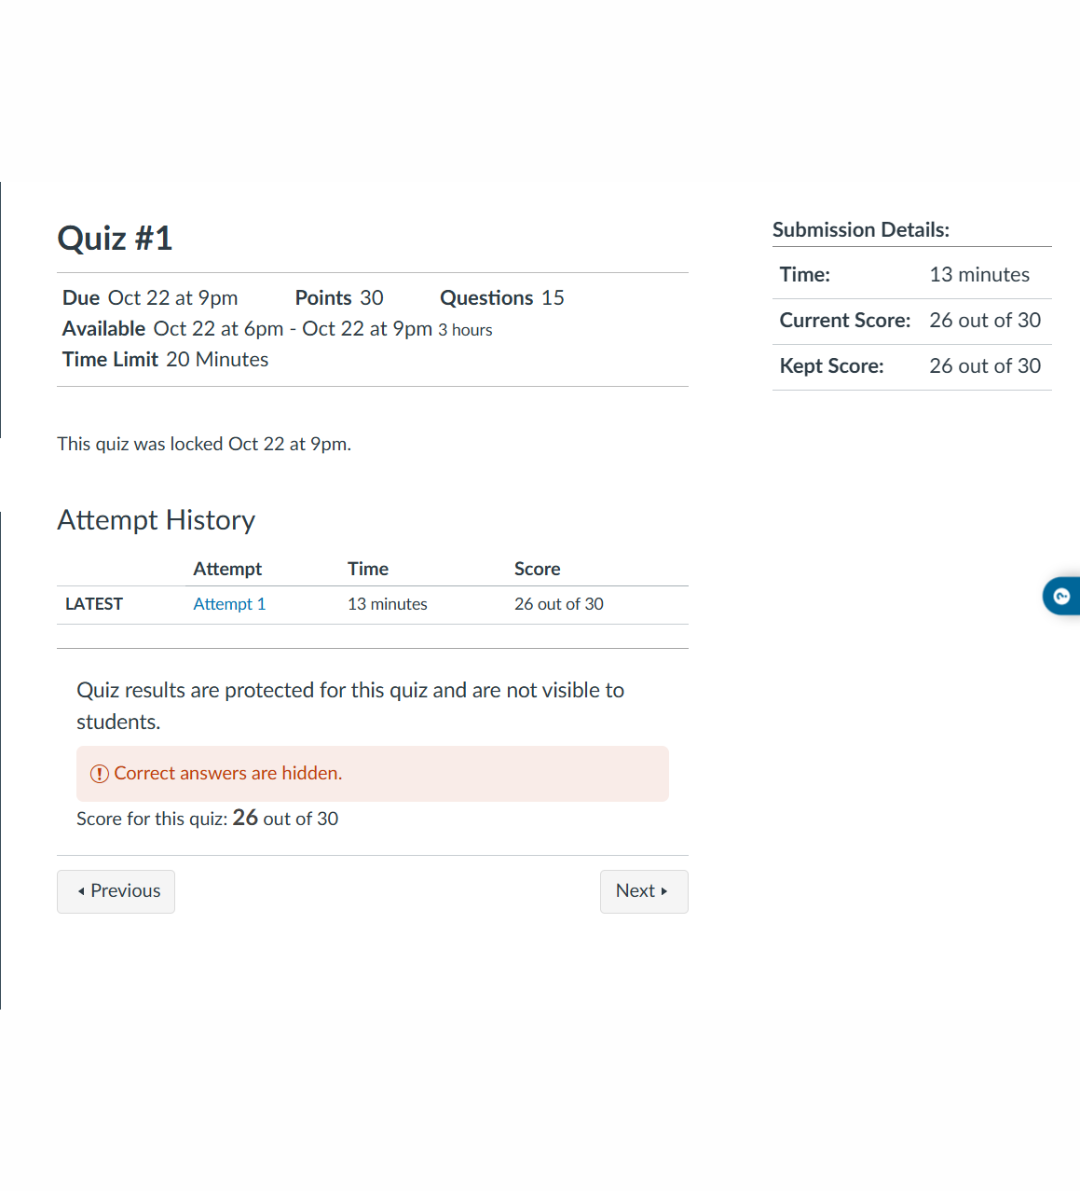 Quiz #1
Due Oct 22 at 9pm Points 30 Questions 15
Available Oct 22 at 6pm - Oct 22 at 9pm 3 hours
Time Limit 20 Minutes
This quiz was locked Oct 22 at 9pm.
Attempt History
Attempt Time Score
LATEST Attempt 1 13 minutes 26 out of 30
Quiz results are protected for this quiz and are not visible to
students.
Correct answers are hidden.
Score for this quiz: 26 out of 30
Previous
Next
Submission Details:
Time: 13 minutes
Current Score: 26 out of 30
Kept Score: 26 out of 30